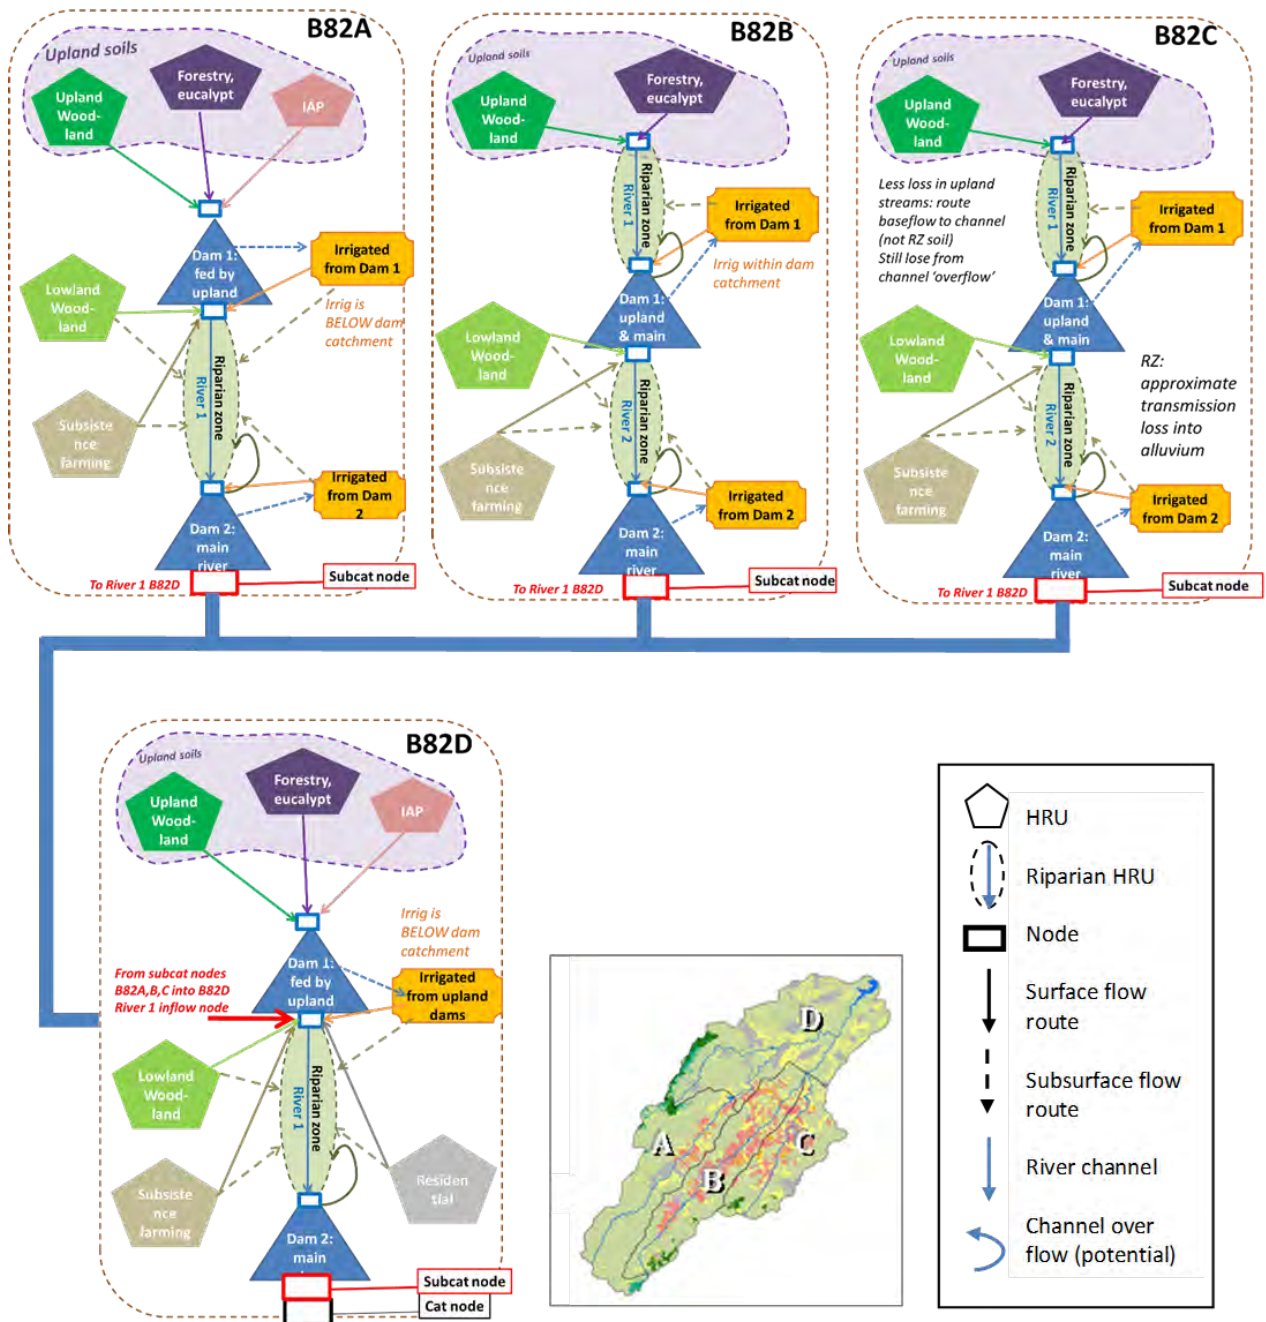 B82A
Upland soils
Upland
Wood-
land
Forestry,
eucalypt
IAP
Dam 1:
fed by
upland
Irrigated
from Dam 1
Irrig is
BELOW dam
catchment
Lowland
Wood-
land
Riparian zone
River 1
Subsiste
nce
farming
Irrigated
from Dam
2
Dam 2:
main
river
To River 1 B82D
Subcat node
B82B
Upland soils
Upland
Wood-
land
Forestry,
eucalypt
Riparian zone
River 1
Irrigated
from Dam 1
Irrig within dam
catchment
Dam 1:
upland
& main
Lowland
Wood-
land
Riparian zone
River 2
Subsiste
nce
farming
Irrigated
from Dam 2
Dam 2:
main
river
To River 1 B82D
Subcat node
B82C
Upland soils
Upland
Wood-
land
Forestry,
eucalypt
Less loss in upland
streams: route
baseflow to channel
(not RZ soil)
Still lose from
channel ‘overflow’
Riparian zone
River 1
Irrigated
from Dam 1
Dam 1:
upland
& main
Lowland
Wood-
land
RZ:
approximate
transmission
loss into
alluvium
Riparian zone
River 2
Subsiste
nce
farming
Irrigated
from Dam 2
Dam 2:
main
river
To River 1 B82D
Subcat node
B82D
Upland soils
Upland
Wood-
land
Forestry,
eucalypt
IAP
Irrig is
BELOW dam
catchment
Dam 1:
fed by
upland
Irrigated
from upland
dams
From subcat nodes
B82A,B,C into B82D
River 1 inflow node
Lowland
Wood-
land
Riparian zone
River 1
Subsiste
nce
farming
Residen
tial
Dam 2:
main
Subcat node
Cat node
D
A
C
B
HRU
Riparian HRU
Node
Surface flow
route
Subsurface flow
route
River channel
Channel over
flow (potential)